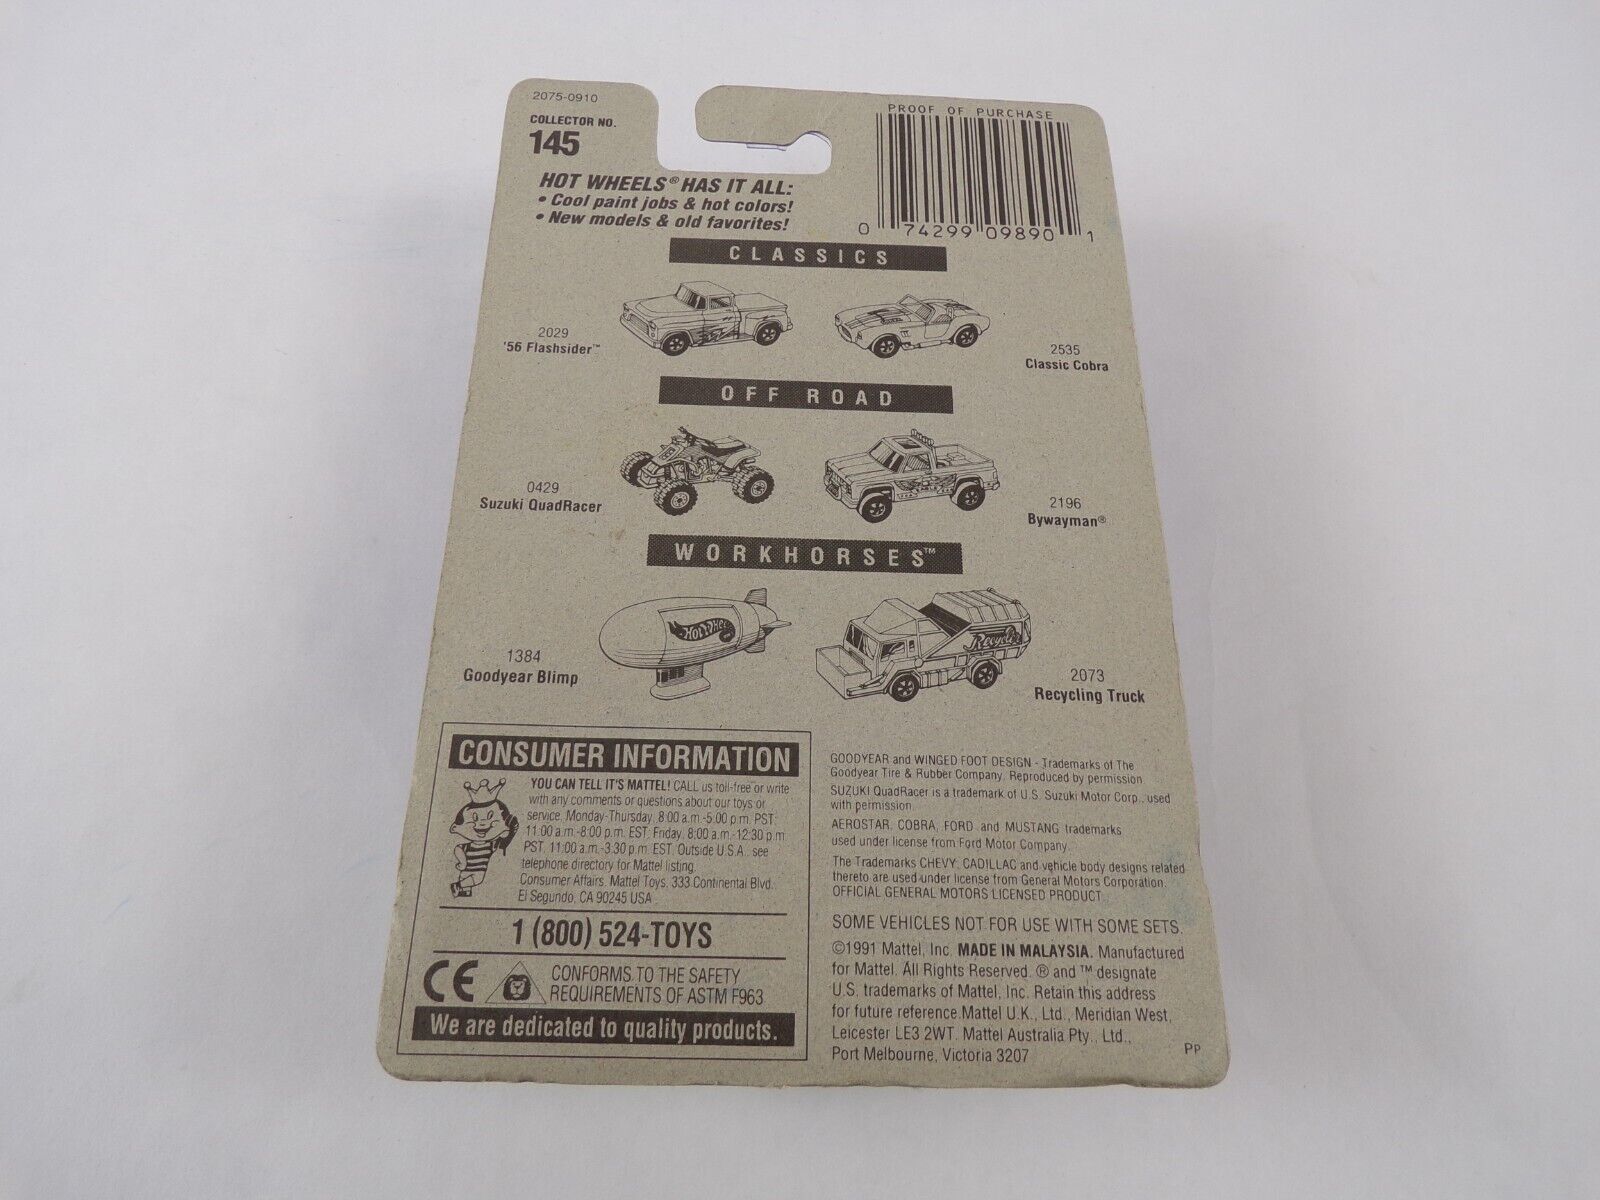 2075-0910
COLLECTOR NO.
145
PROOF OF PURCHASE
0 74299 09890 1
HOT WHEELS® HAS IT ALL:
• Cool paint jobs & hot colors!
• New models & old favorites!
CLASSICS
2029
'56 Flashsider™
2535
Classic Cobra
OFF ROAD
0429
Suzuki QuadRacer
2196
Bywayman®
WORKHORSES™
Hot Wheels
Recycler
1384
Goodyear Blimp
2073
Recycling Truck
CONSUMER INFORMATION
YOU CAN TELL IT'S MATTEL! CALL us toll-free or write
with any comments or questions about our toys or
service, Monday-Thursday, 8:00 a.m.-5:00 p.m. PST:
11:00 a.m.-8:00 p.m. EST; Friday, 8:00 a.m.-12:30 p.m.
PST, 11:00 a.m.-3:30 p.m. EST. Outside U.S.A., see
telephone directory for Mattel listing.
Consumer Affairs, Mattel Toys, 333 Continental Blvd.
El Segundo, CA 90245 USA
1 (800) 524-TOYS
CE
CONFORMS TO THE SAFETY
REQUIREMENTS OF ASTM F963
We are dedicated to quality products.
GOODYEAR and WINGED FOOT DESIGN - Trademarks of The
Goodyear Tire & Rubber Company. Reproduced by permission.
SUZUKI QuadRacer is a trademark of U.S. Suzuki Motor Corp., used
with permission.
AEROSTAR, COBRA, FORD and MUSTANG trademarks
used under license from Ford Motor Company.
The Trademarks CHEVY, CADILLAC and vehicle body designs related
thereto are used under license from General Motors Corporation.
OFFICIAL GENERAL MOTORS LICENSED PRODUCT.
SOME VEHICLES NOT FOR USE WITH SOME SETS.
©1991 Mattel, Inc. MADE IN MALAYSIA. Manufactured
for Mattel. All Rights Reserved. ® and ™ designate
U.S. trademarks of Mattel, Inc. Retain this address
for future reference.Mattel U.K., Ltd., Meridian West,
Leicester LE3 2WT. Mattel Australia Pty., Ltd.,
Port Melbourne, Victoria 3207
PP